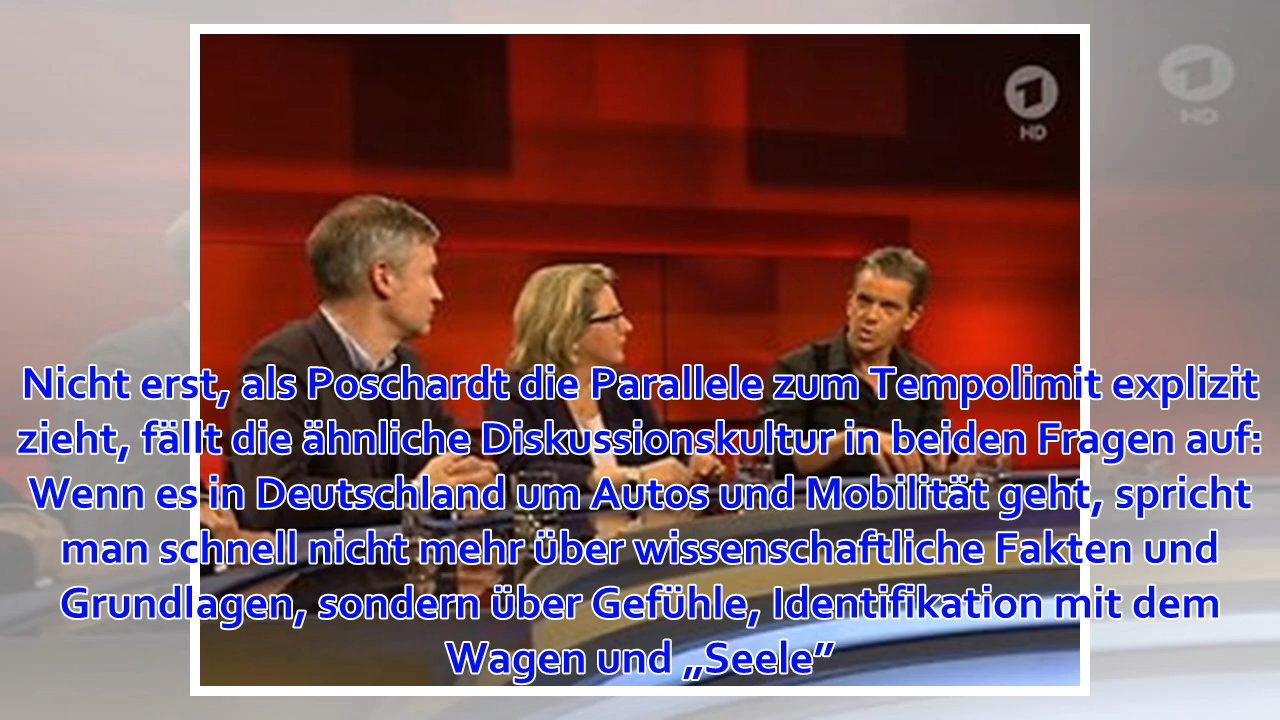 HD
HD
Nicht erst, als Poschardt die Parallele zum Tempolimit explizit
zieht, fällt die ähnliche Diskussionskultur in beiden Fragen auf:
Wenn es in Deutschland um Autos und Mobilität geht, spricht
man schnell nicht mehr über wissenschaftliche Fakten und
Grundlagen, sondern über Gefühle, Identifikation mit dem
Wagen und „Seele”